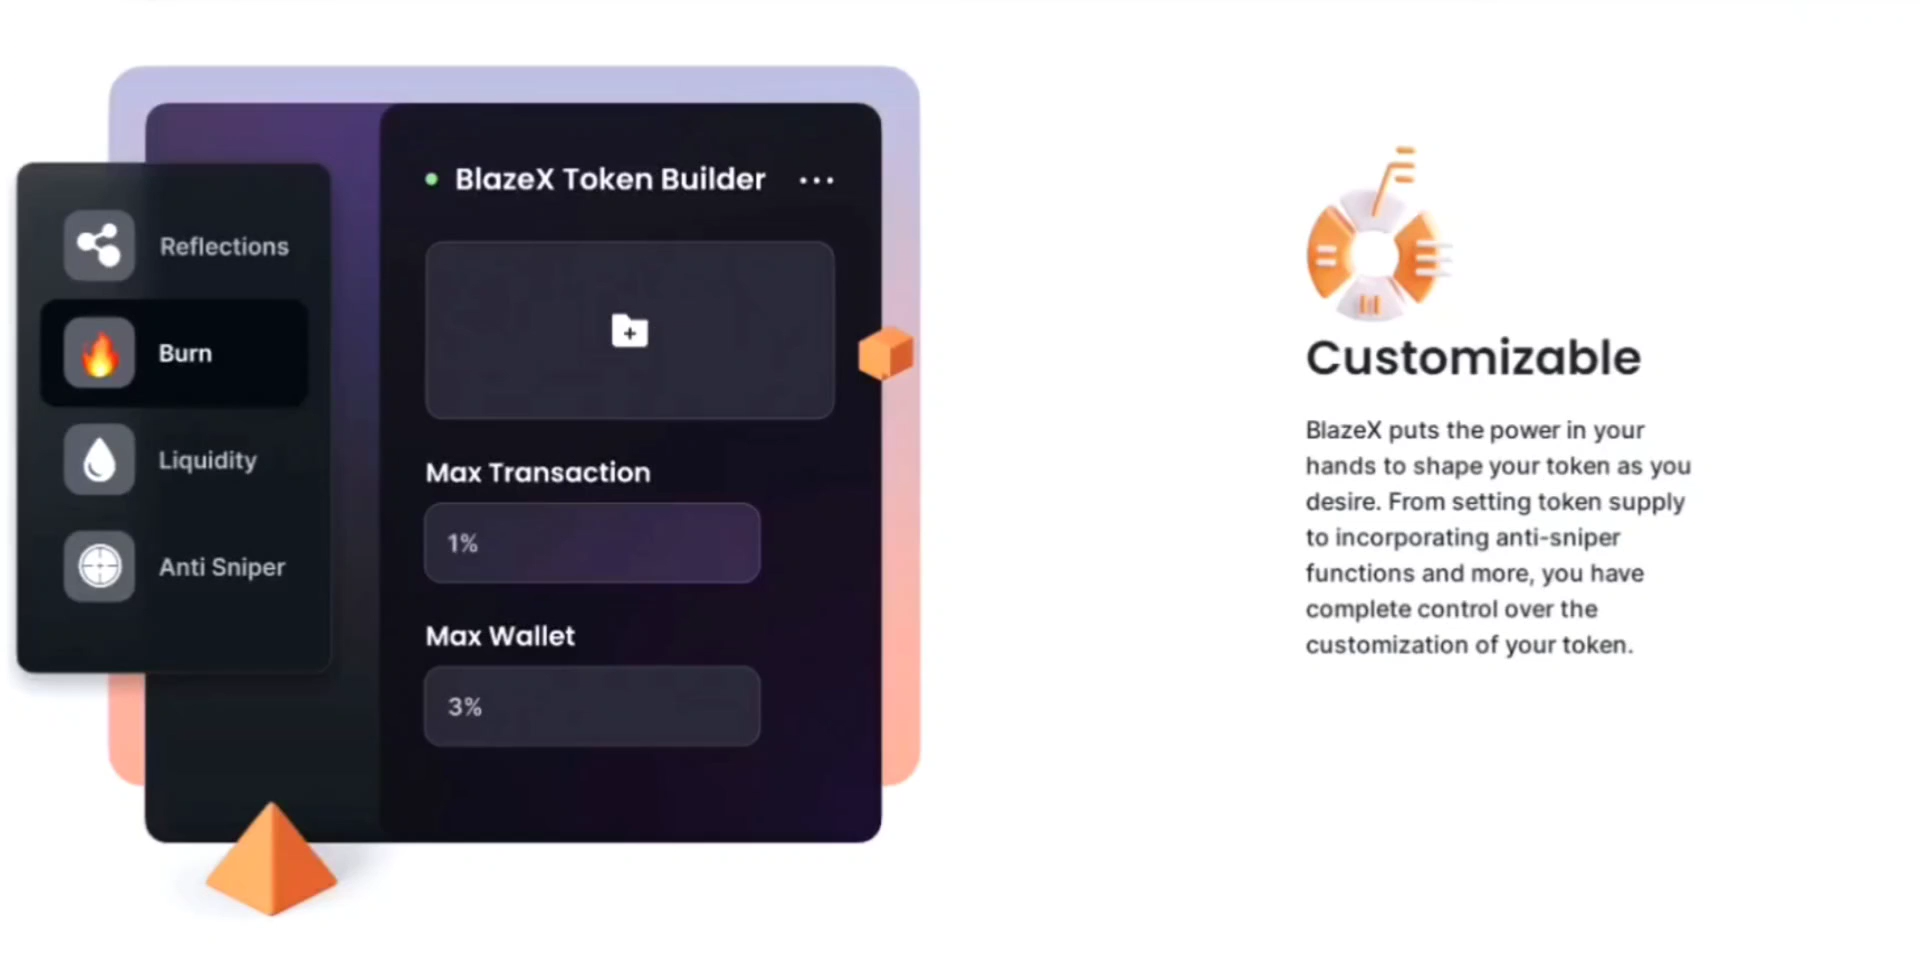 Reflections
Burn
Liquidity
Anti Sniper
BlazeX Token Builder
Max Transaction
1%
Max Wallet
3%
Customizable
BlazeX puts the power in your
hands to shape your token as you
desire. From setting token supply
to incorporating anti-sniper
functions and more, you have
complete control over the
customization of your token.